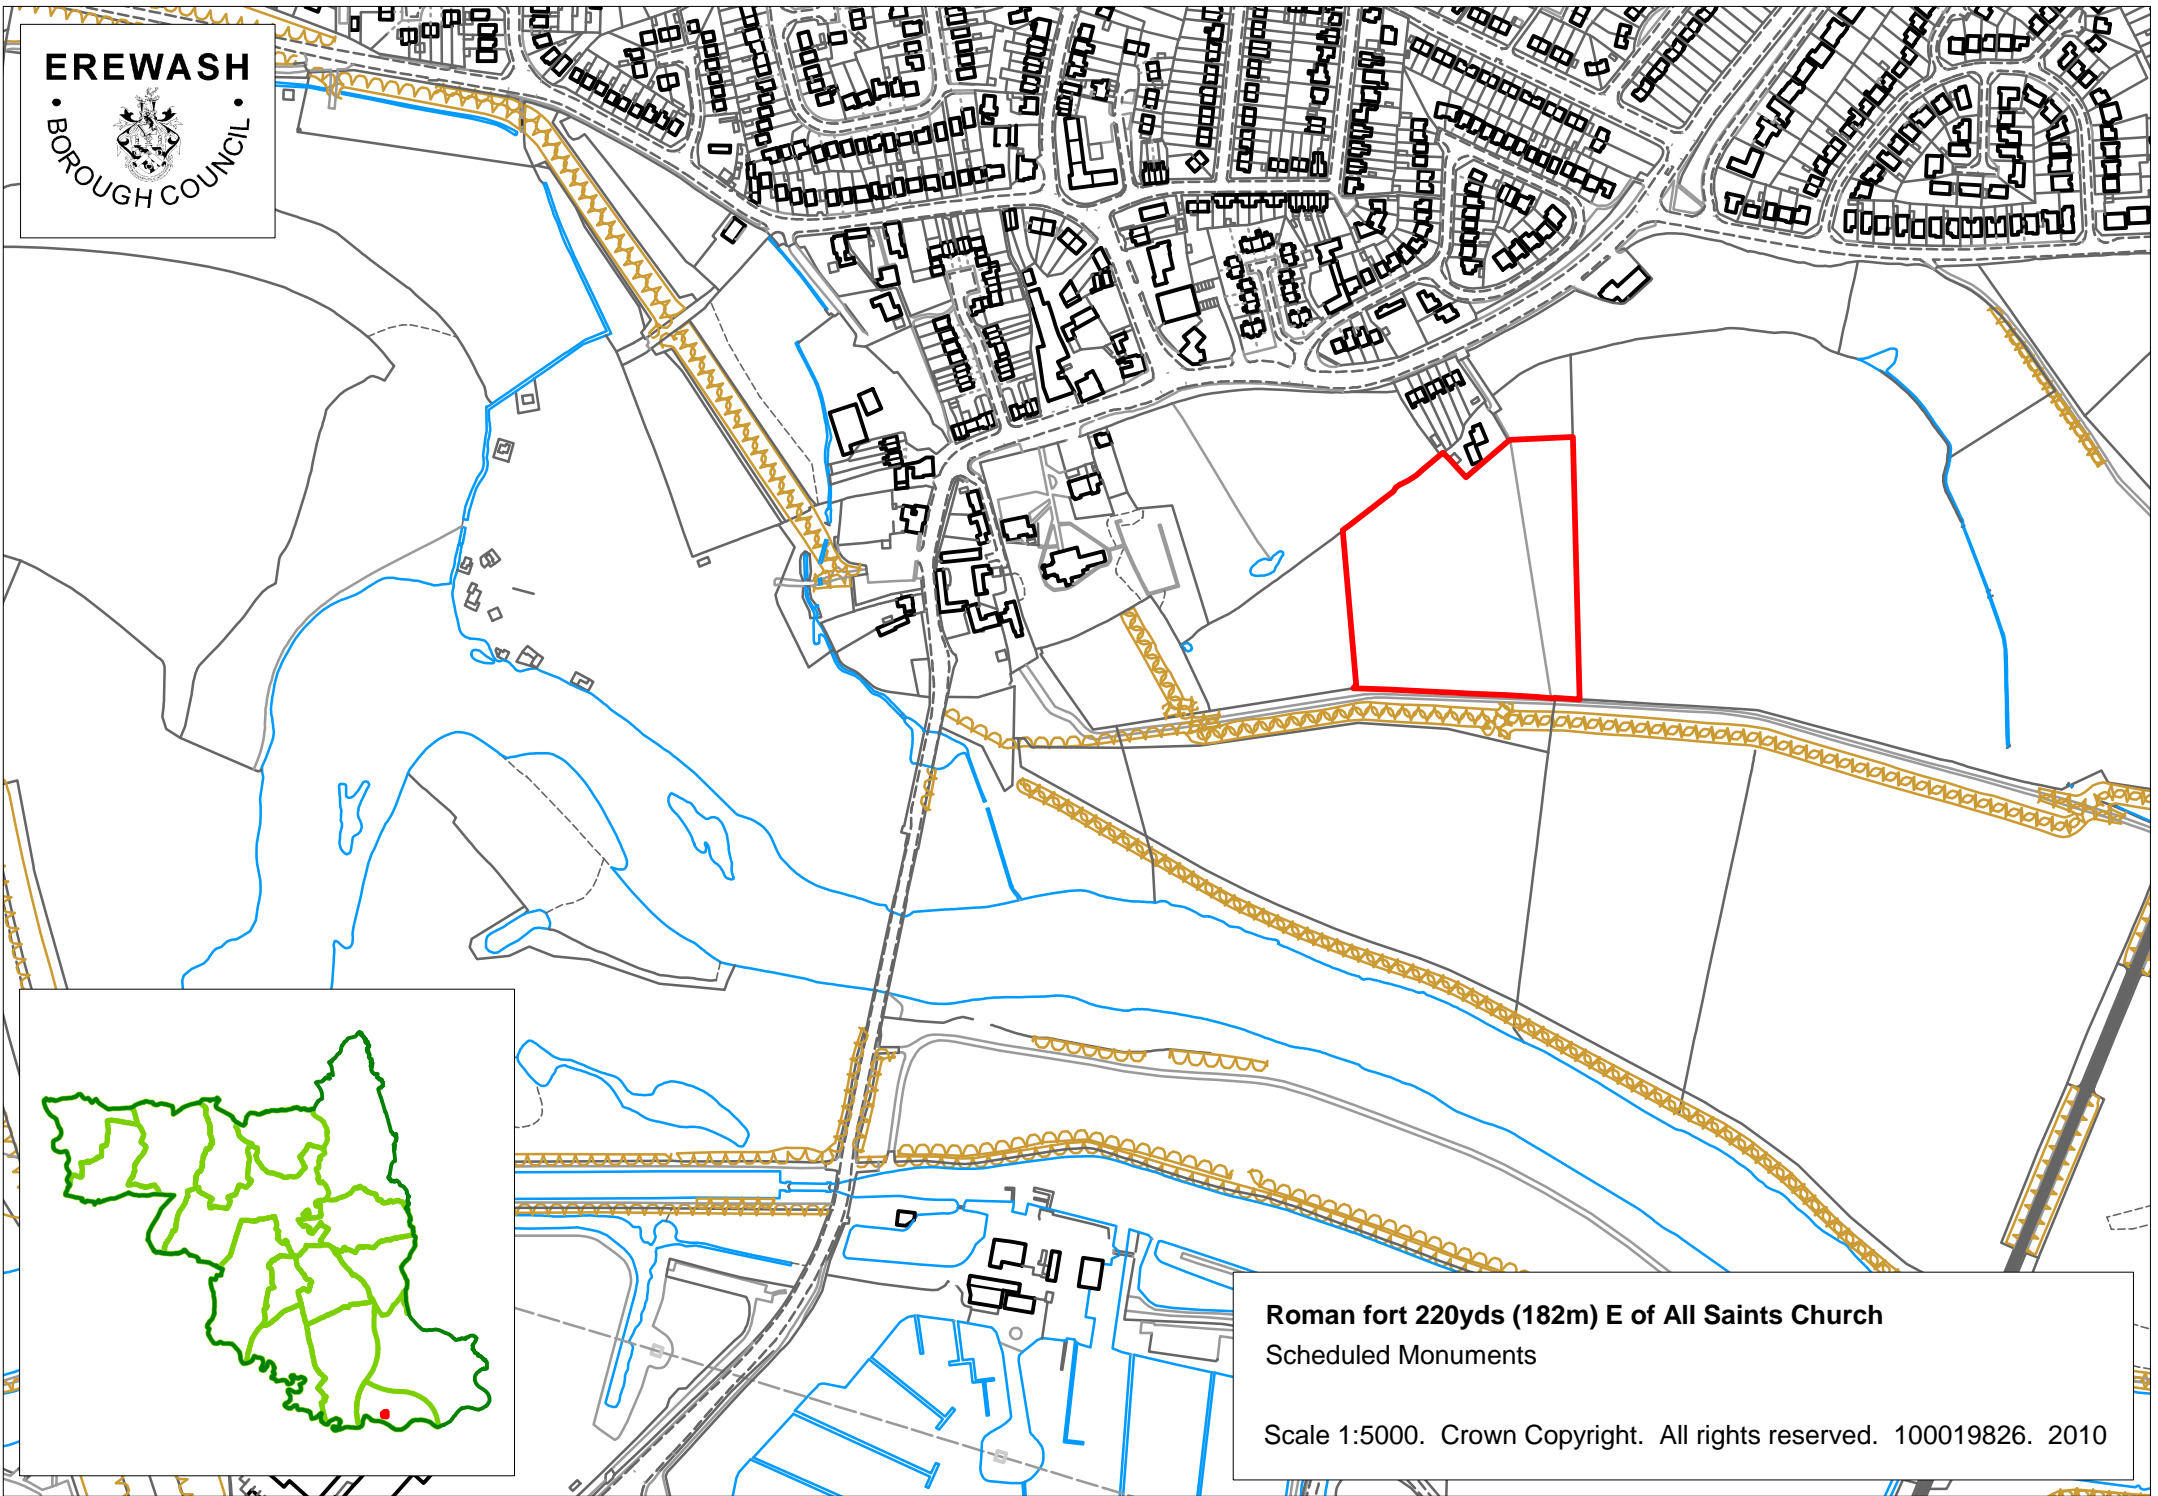 EREWASH
• BOROUGH COUNCIL •
Roman fort 220yds (182m) E of All Saints Church
Scheduled Monuments
Scale 1:5000. Crown Copyright. All rights reserved. 100019826. 2010